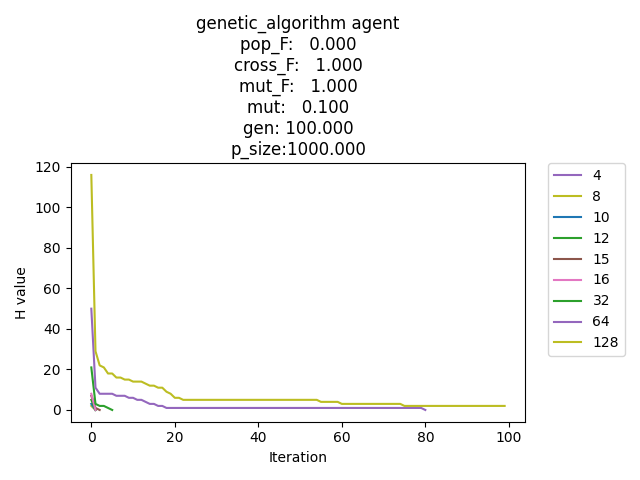 genetic_algorithm agent
pop_F: 0.000
cross_F: 1.000
mut_F: 1.000
mut: 0.100
gen: 100.000
p_size:1000.000
120
100
80
60
40
20
0
H value
0 20 40 60 80 100
Iteration
4
8
10
12
15
16
32
64
128